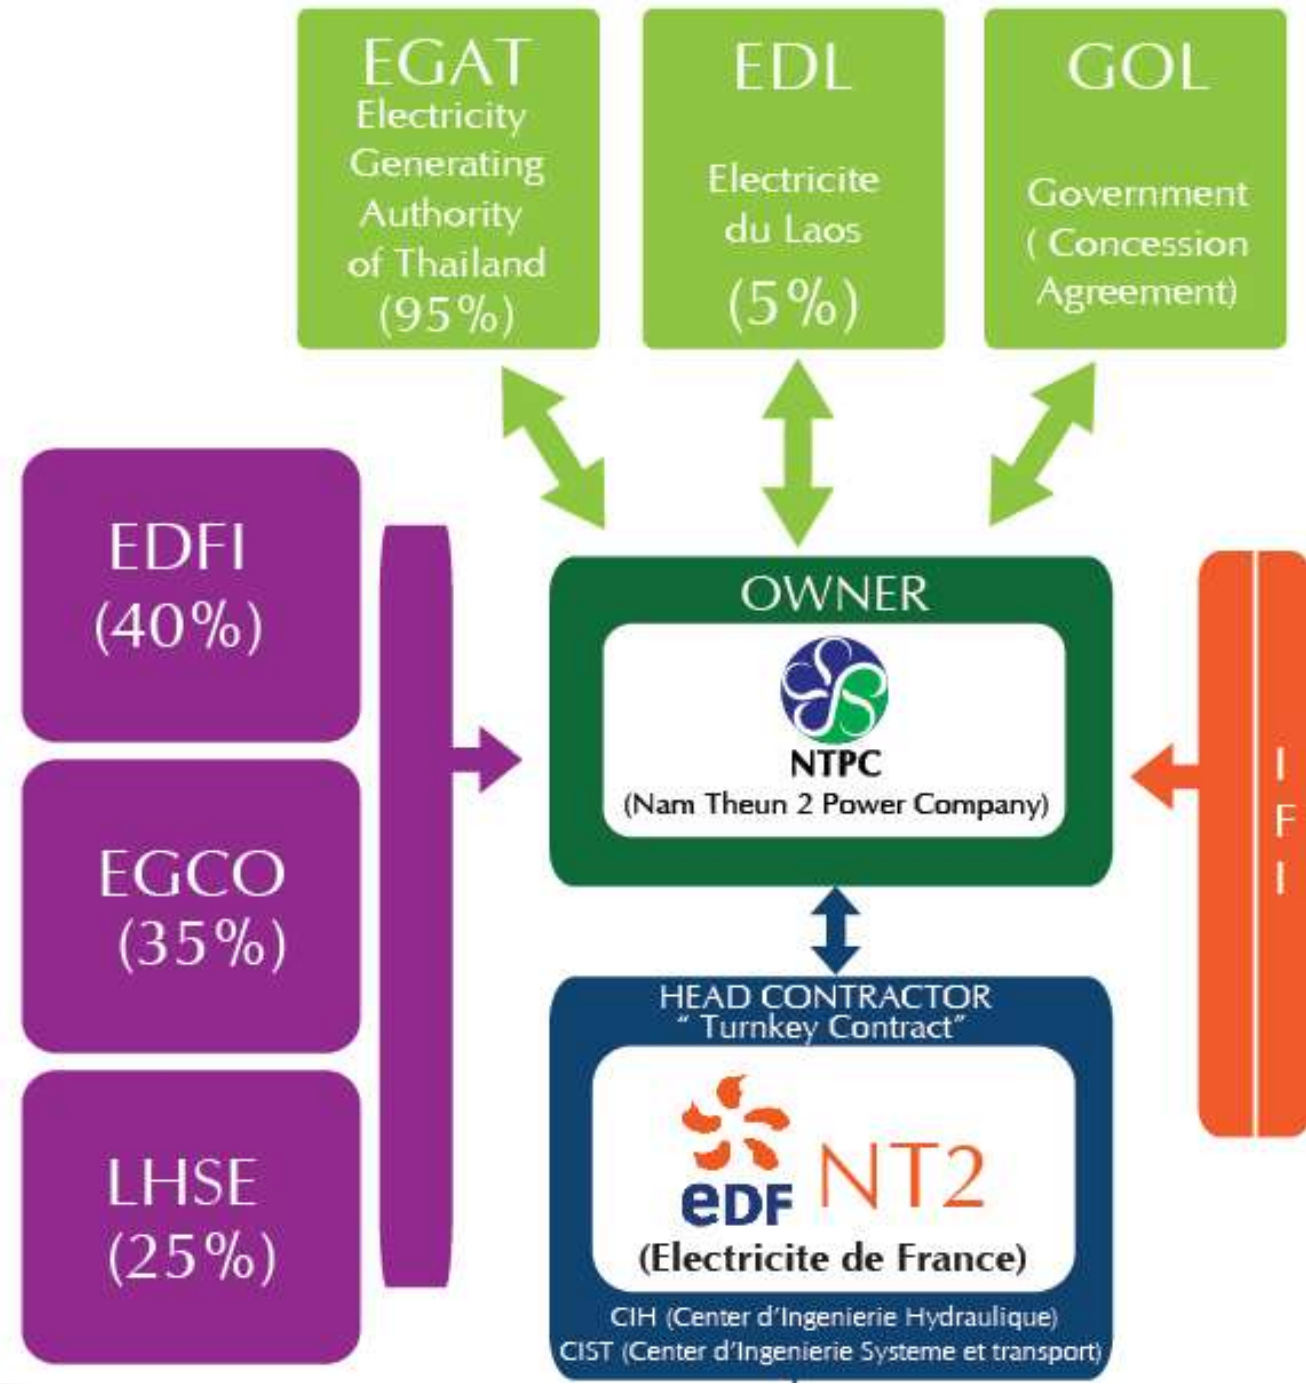 EGAT
Electricity
Generating
Authority
of Thailand
(95%)
EDL
Electricite
du Laos
(5%)
GOL
Government
( Concession
Agreement)
EDFI
(40%)
EGCO
(35%)
LHSE
(25%)
OWNER
NTPC
(Nam Theun 2 Power Company)
I
F
I
HEAD CONTRACTOR
“ Turnkey Contract”
eDF NT2
(Electricite de France)
CIH (Center d'Ingenierie Hydraulique)
CIST (Center d'Ingenierie Systeme et transport)